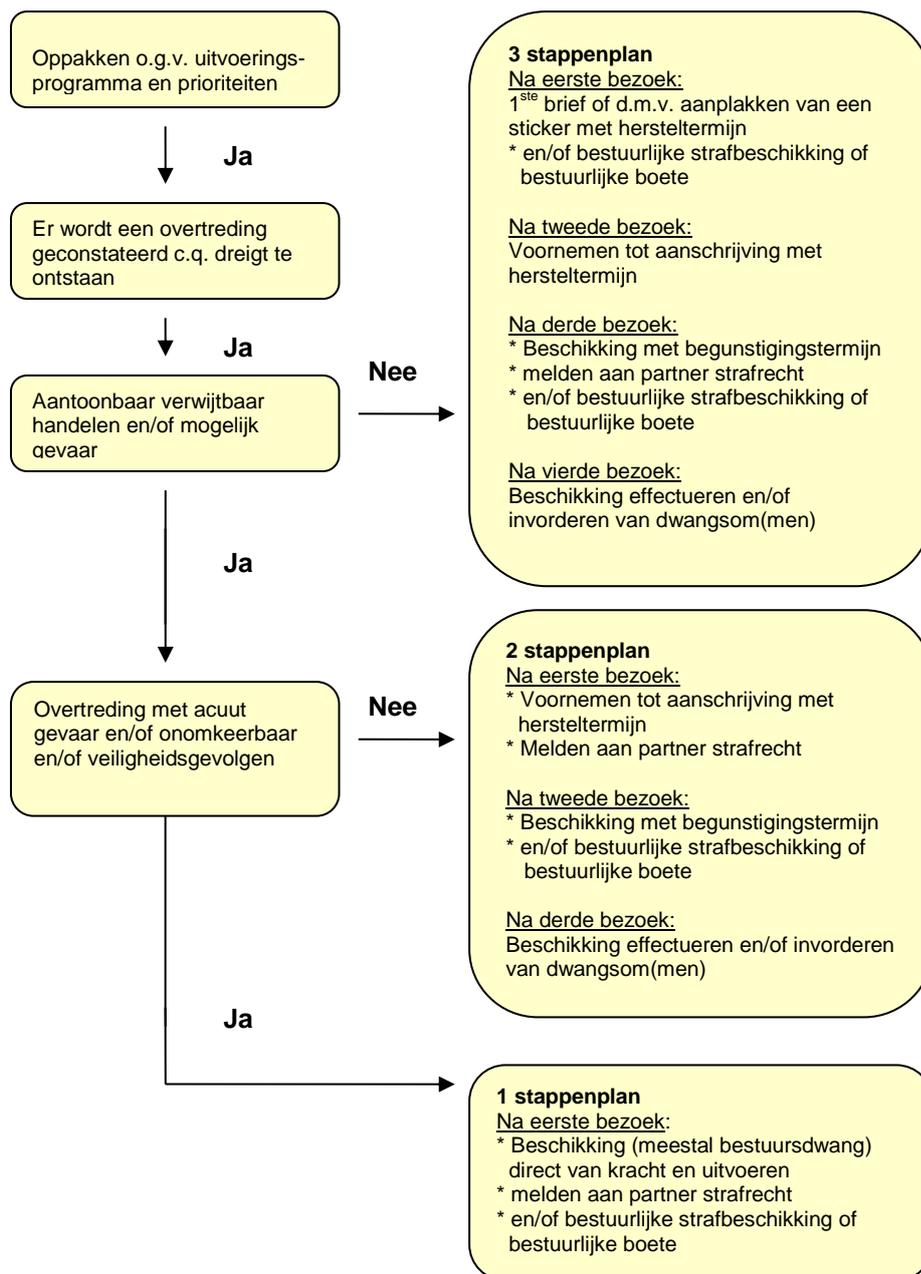 Oppakken o.g.v. uitvoerings-
programma en prioriteiten
Ja
Er wordt een overtreding
geconstateerd c.q. dreigt te
ontstaan
Ja
Aantoonbaar verwijtbaar
handelen en/of mogelijk
gevaar
Nee
3 stappenplan
Na eerste bezoek:
1ste brief of d.m.v. aanplakken van een
sticker met hersteltermijn
* en/of bestuurlijke strafbeschikking of
bestuurlijke boete
Na tweede bezoek:
Voornemen tot aanschrijving met
hersteltermijn
Na derde bezoek:
* Beschikking met begunstigingstermijn
* melden aan partner strafrecht
* en/of bestuurlijke strafbeschikking of
bestuurlijke boete
Na vierde bezoek:
Beschikking effectueren en/of
invorderen van dwangsom(men)
Ja
Overtreding met acuut
gevaar en/of onomkeerbaar
en/of veiligheidsgevolgen
Nee
2 stappenplan
Na eerste bezoek:
* Voornemen tot aanschrijving met
hersteltermijn
* Melden aan partner strafrecht
Na tweede bezoek:
* Beschikking met begunstigingstermijn
* en/of bestuurlijke strafbeschikking of
bestuurlijke boete
Na derde bezoek:
Beschikking effectueren en/of invorderen
van dwangsom(men)
Ja
1 stappenplan
Na eerste bezoek:
* Beschikking (meestal bestuursdwang)
direct van kracht en uitvoeren
* melden aan partner strafrecht
* en/of bestuurlijke strafbeschikking of
bestuurlijke boete